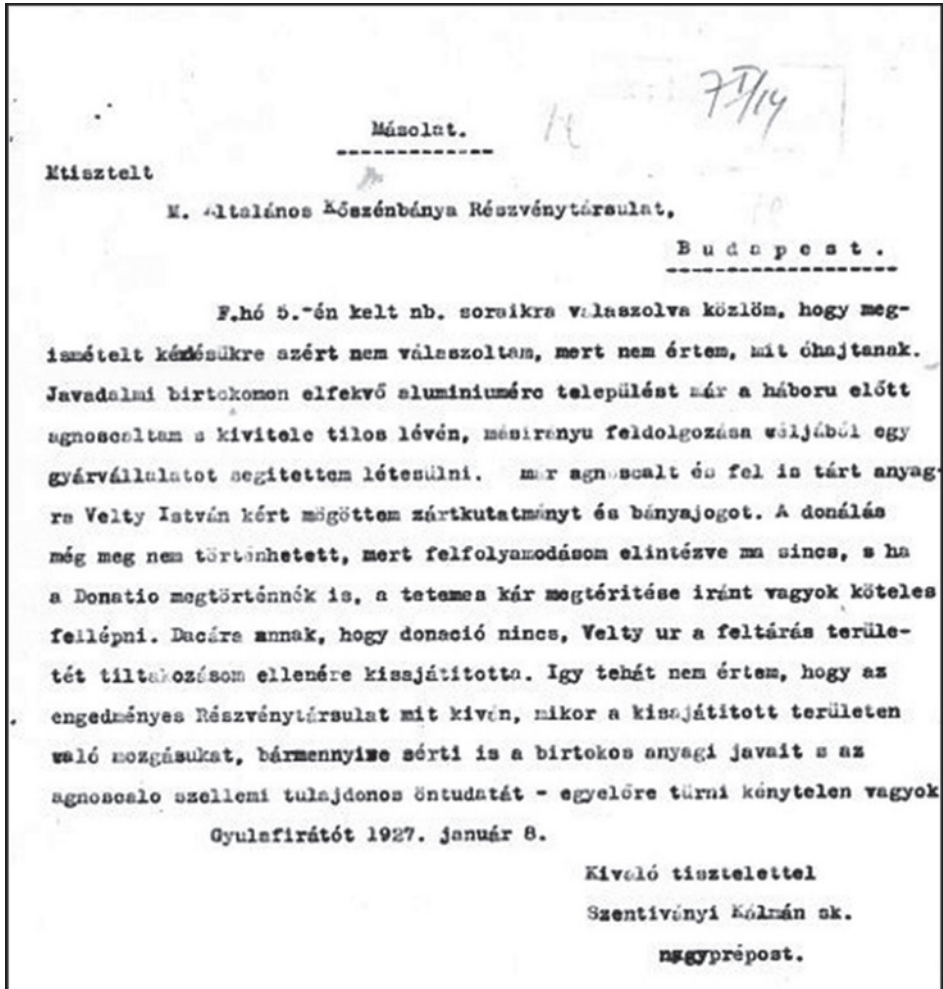 7 I/14
Másolat.
Mtisztelt
M. Általános Kőszénbánya Részvénytársulat,
Budapest.
F.hó 5.-én kelt nb. soraikra válaszolva közlöm, hogy meg-
ismételt kérdésükre azért nem válaszoltam, mert nem értem, mit óhajtanak.
Javadalmi birtokomon elfekvő aluminiumérc települést már a háboru előtt
agnoscaltam s kivitele tilos lévén, másirányu feldolgozása céljából egy
gyárvállalatot segitettem létesülni. már agnoscalt és fel is tárt anyag-
ra Velty István kért mögöttem zártkutatmányt és bányajogot. A donálás
még meg nem történhetett, mert felfolyamodásom elintézve ma sincs, s ha
a Donatio megtörténnék is, a tetemes kár megtéritése iránt vagyok köteles
fellépni. Dacára annak, hogy donació nincs, Velty ur a feltárás terüle-
tét tiltakozásom ellenére kisajátitotta. Igy tehát nem értem, hogy az
engedményes Részvénytársulat mit kiván, mikor a kisajátitott területen
való mozgásukat, bármennyire sérti is a birtokos anyagi javait s az
agnoscalo szellemi tulajdonos öntudatát - egyelőre türni kénytelen vagyok
Gyulafirátót 1927. január 8.
Kiváló tisztelettel
Szentiványi Kálmán sk.
nagyprépost.